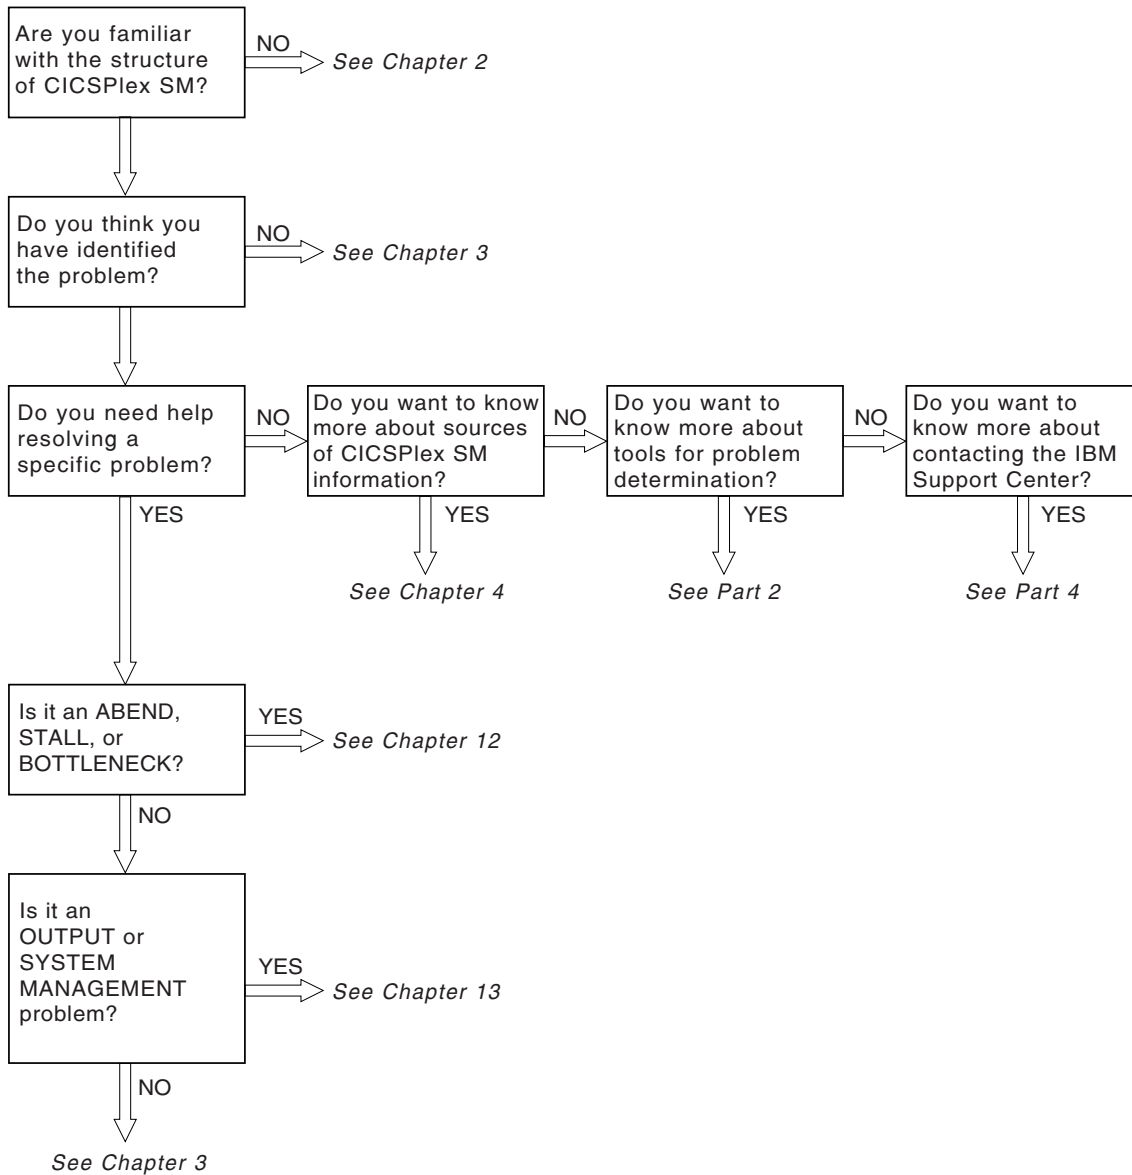 Are you familiar
with the structure
of CICSPlex SM?
NO
See Chapter 2
Do you think you
have identified
the problem?
NO
See Chapter 3
Do you need help
resolving a
specific problem?
NO
Do you want to know
more about sources
of CICSPlex SM
information?
NO
Do you want to
know more about
tools for problem
determination?
NO
Do you want to
know more about
contacting the IBM
Support Center?
YES
YES
YES
YES
See Chapter 4
See Part 2
See Part 4
Is it an ABEND,
STALL, or
BOTTLENECK?
YES
See Chapter 12
NO
Is it an
OUTPUT or
SYSTEM
MANAGEMENT
problem?
YES
See Chapter 13
NO
See Chapter 3